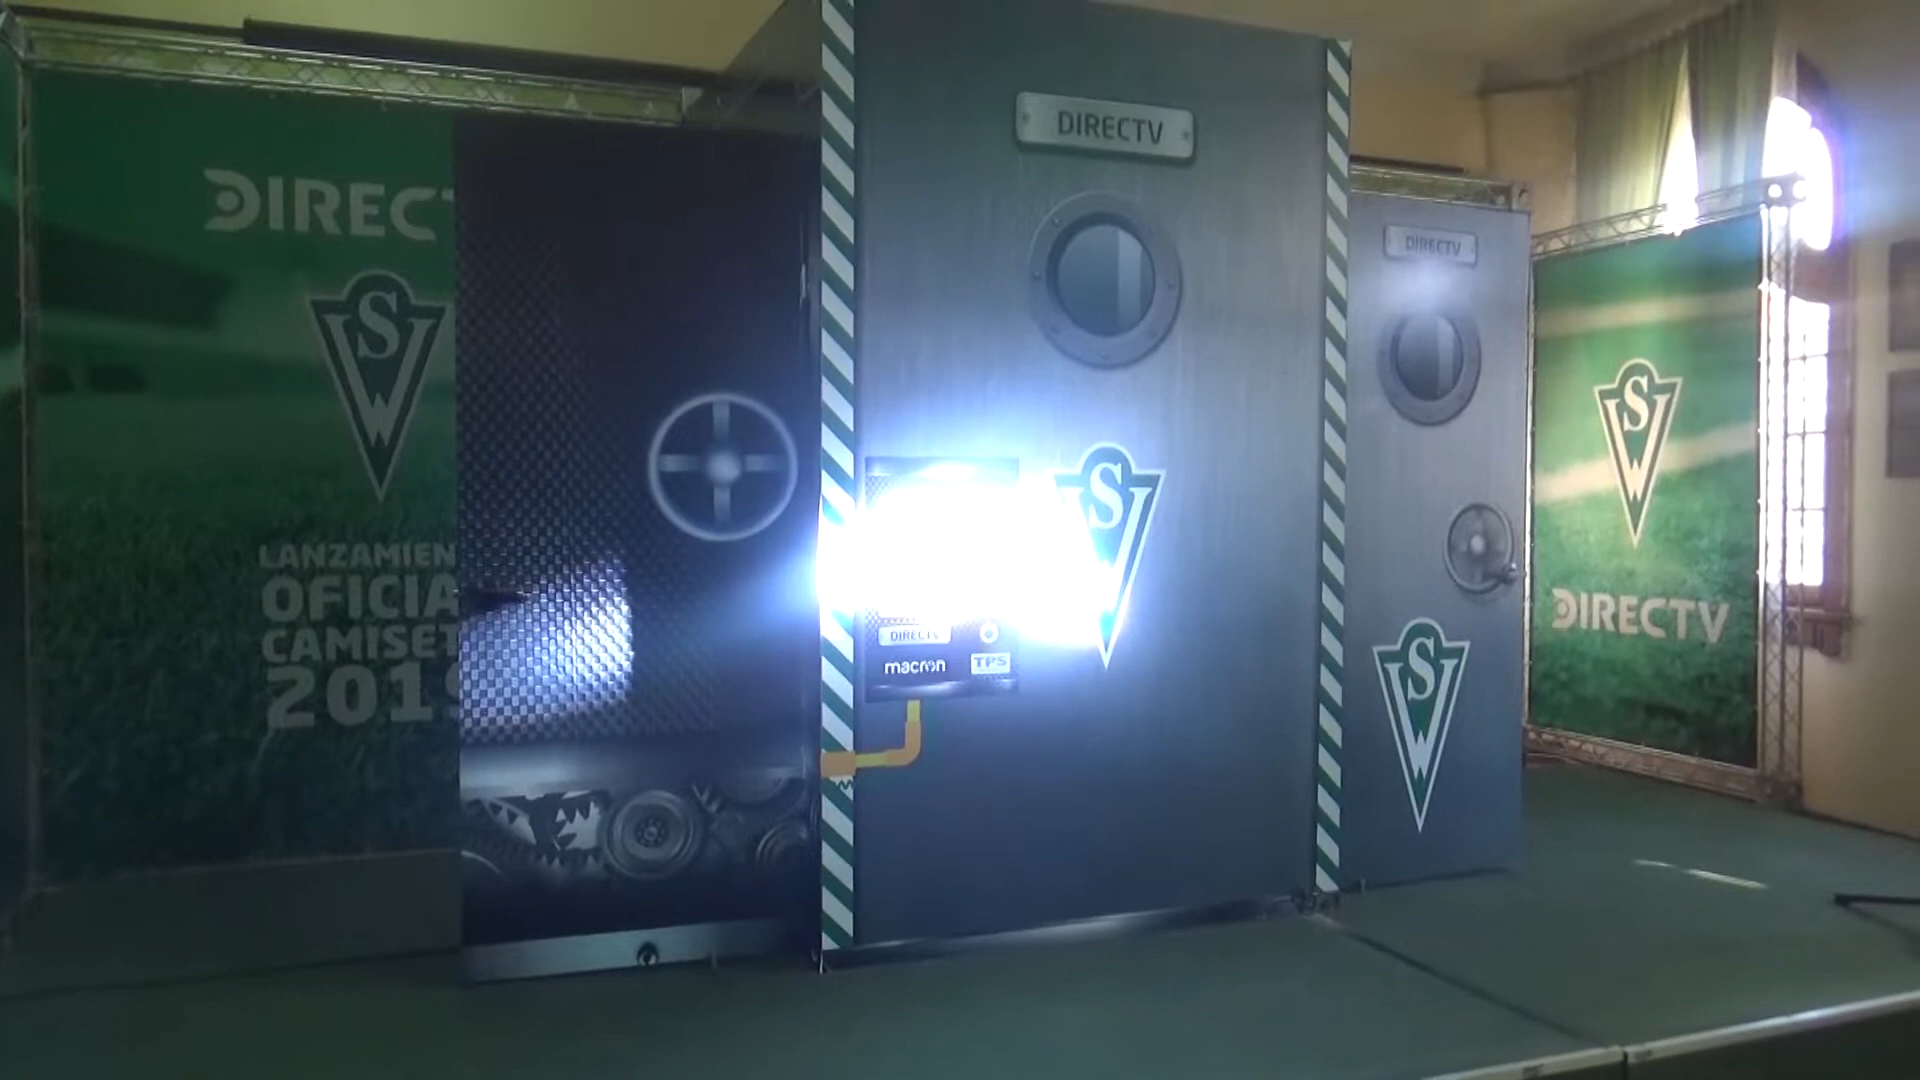 DIRECT
SW
LANZAMIEN
OFICIA
CAMISET
201
DIRECTV
SW
DIRECTV
macron
TPS
DIRECTV
SW
SW
DIRECTV